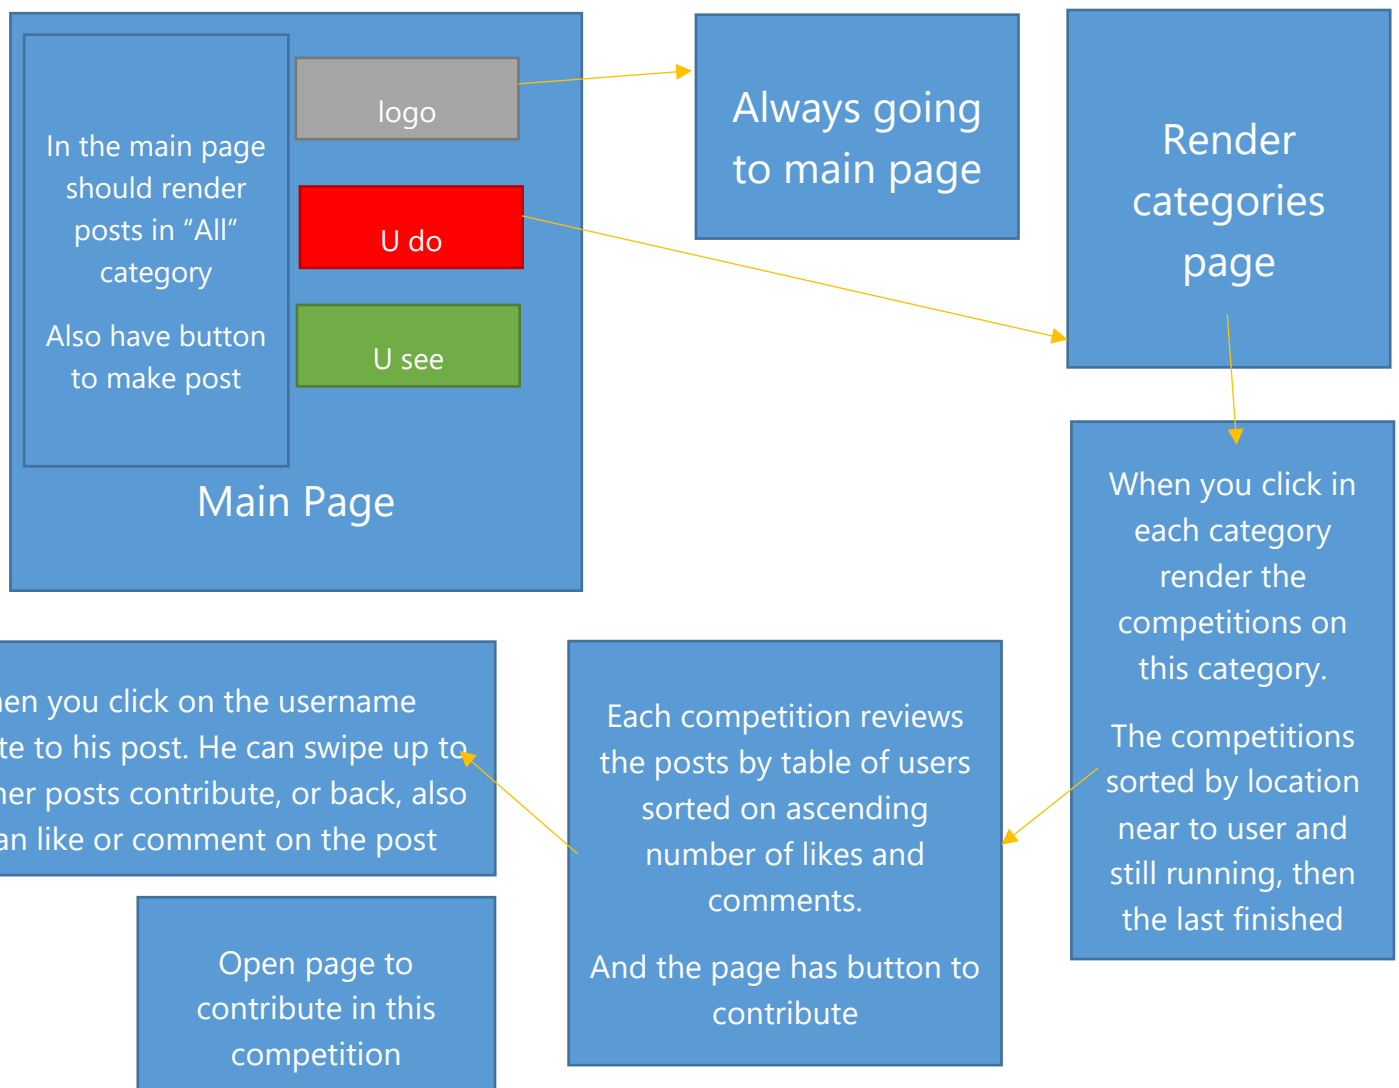 In the main page
should render
posts in “All”
category
Also have button
to make post
logo
U do
U see
Main Page
Always going
to main page
Render
categories
page
When you click in
each category
render the
competitions on
this category.
The competitions
sorted by location
near to user and
still running, then
the last finished
Each competition reviews
the posts by table of users
sorted on ascending
number of likes and
comments.
And the page has button to
contribute
you click on the username
to his post. He can swipe up to
posts contribute, or back, also
like or comment on the post
Open page to
contribute in this
competition